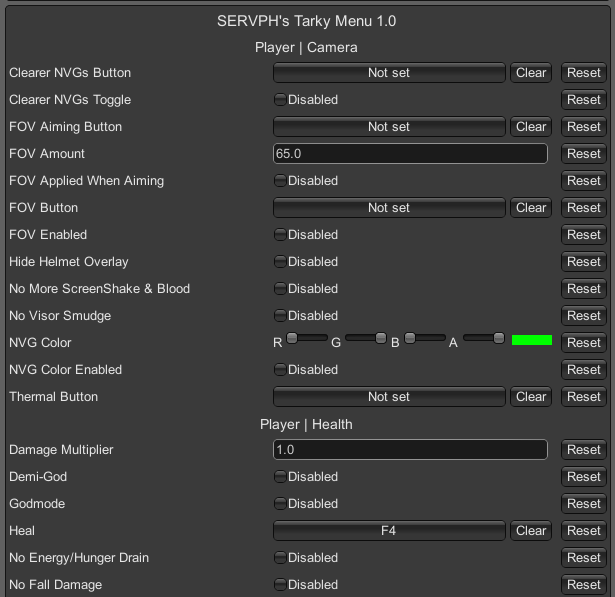 SERVPH's Tarky Menu 1.0
Player | Camera
Clearer NVGs Button Not set Clear Reset
Clearer NVGs Toggle Disabled Reset
FOV Aiming Button Not set Clear Reset
FOV Amount 65.0 Reset
FOV Applied When Aiming Disabled Reset
FOV Button Not set Clear Reset
FOV Enabled Disabled Reset
Hide Helmet Overlay Disabled Reset
No More ScreenShake & Blood Disabled Reset
No Visor Smudge Disabled Reset
NVG Color R G B A Reset
NVG Color Enabled Disabled Reset
Thermal Button Not set Clear Reset
Player | Health
Damage Multiplier 1.0 Reset
Demi-God Disabled Reset
Godmode Disabled Reset
Heal F4 Clear Reset
No Energy/Hunger Drain Disabled Reset
No Fall Damage Disabled Reset